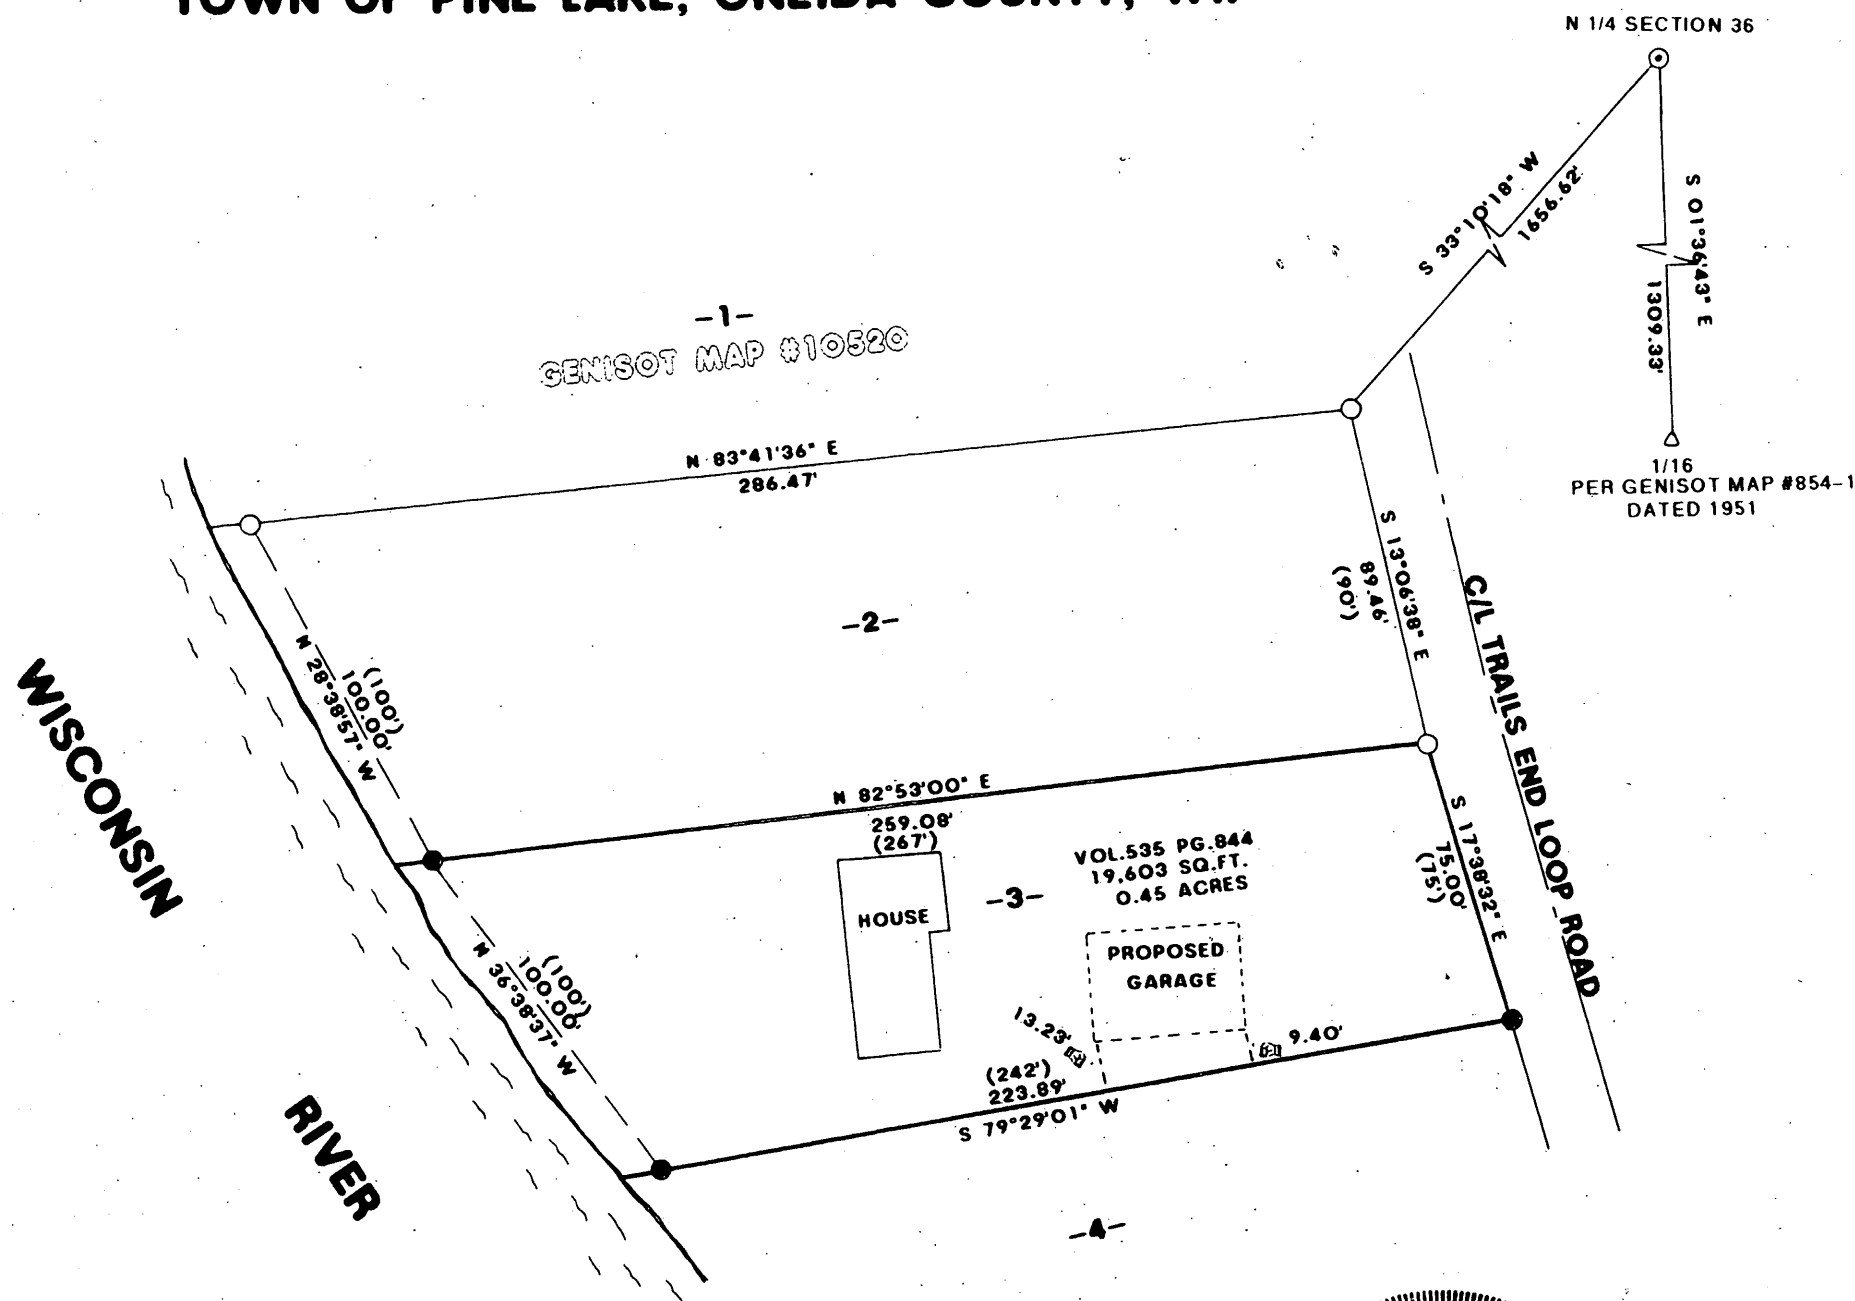 TOWN OF PINE LAKE, ONEIDA COUNTY,
N 1/4 SECTION 36
S 33°10'18" W
1656.62'
S 01°36'43" E
1309.33'
1/16
PER GENISOT MAP #854-1
DATED 1951
-1-
GENISOT MAP #10520
N 83°41'36" E
286.47'
S 13°06'38" E
89.46'
(90')
C/L TRAILS END LOOP ROAD
-2-
(100')
100.00'
N 28°38'57" W
WISCONSIN
RIVER
N 82°53'00" E
259.08'
(267')
VOL.535 PG.844
19,603 SQ.FT.
0.45 ACRES
-3-
HOUSE
PROPOSED
GARAGE
S 17°38'32" E
75.00'
(75')
(100')
100.00'
N 36°38'37" W
13.23'
9.40'
(242')
223.89'
S 79°29'01" W
-4-